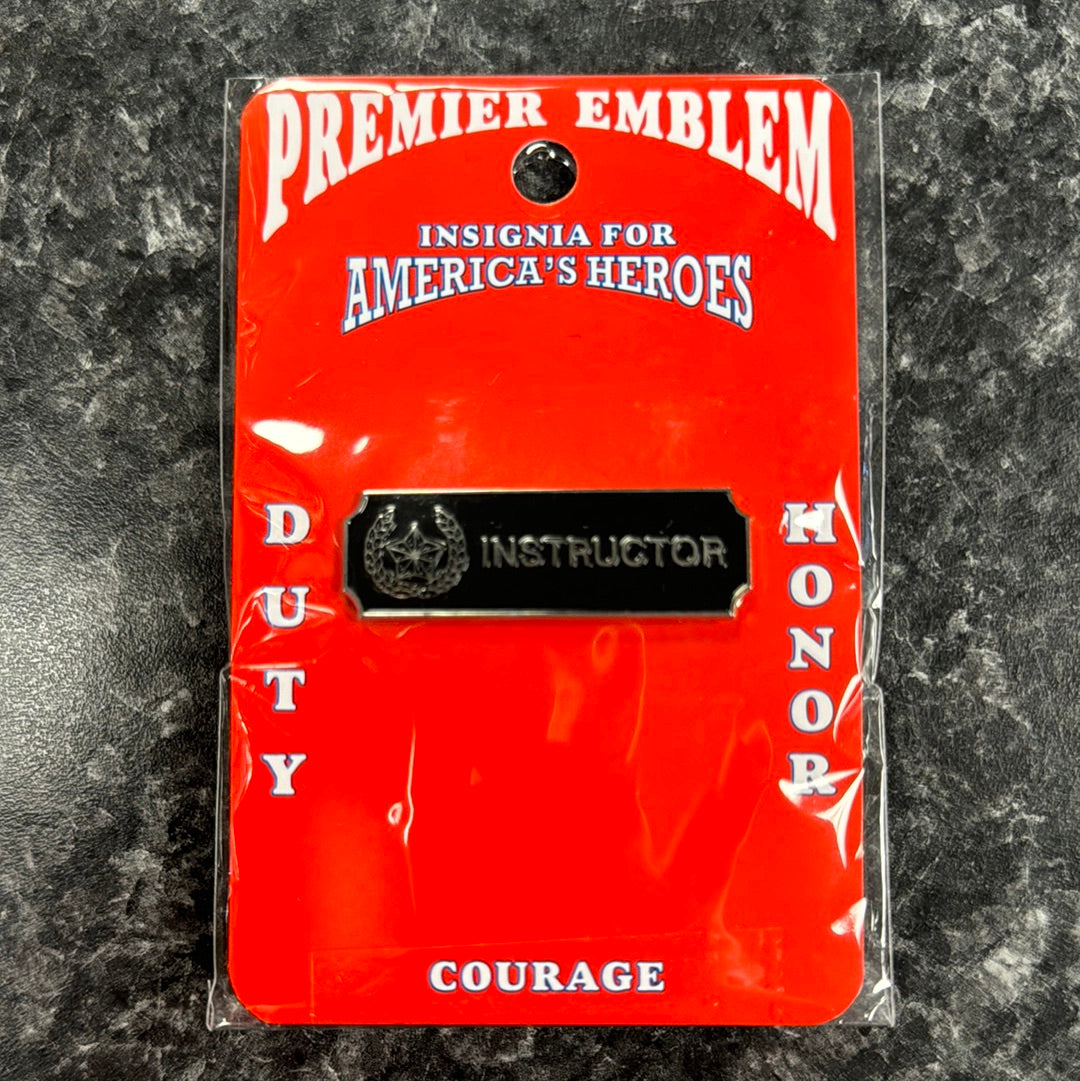 PREMIER EMBLEM
INSIGNIA FOR
AMERICA'S HEROES
DUTY
INSTRUCTOR
HONOR
COURAGE